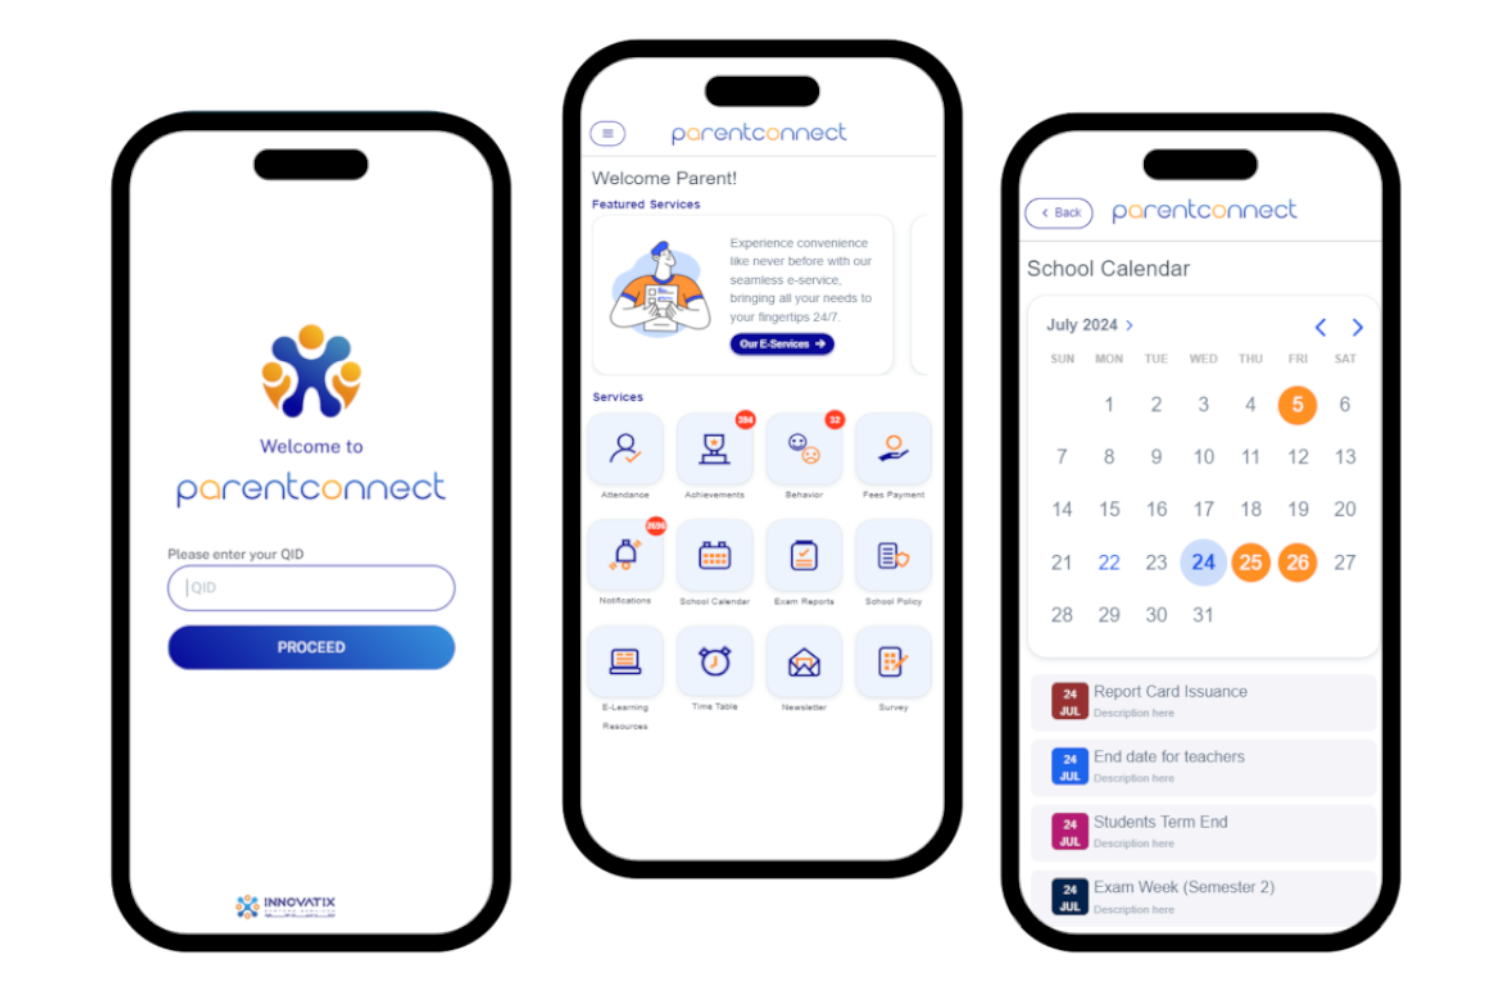 Welcome to
parentconnect
Please enter your QID
QID
PROCEED
INNOVATIX
parentconnect
Welcome Parent!
Featured Services
Experience convenience
like never before with our
seamless e-service,
bringing all your needs to
your fingertips 24/7.
Our E-Services
Services
394
32
Attendance
Achievements
Behavior
Fees Payment
2696
Notifications
School Calendar
Exam Reports
School Policy
E-Learning
Resources
Time Table
Newsletter
Survey
Back
parentconnect
School Calendar
July 2024
SUN MON TUE WED THU FRI SAT
1 2 3 4 5 6
7 8 9 10 11 12 13
14 15 16 17 18 19 20
21 22 23 24 25 26 27
28 29 30 31
24
JUL
Report Card Issuance
Description here
24
JUL
End date for teachers
Description here
24
JUL
Students Term End
Description here
24
JUL
Exam Week (Semester 2)
Description here